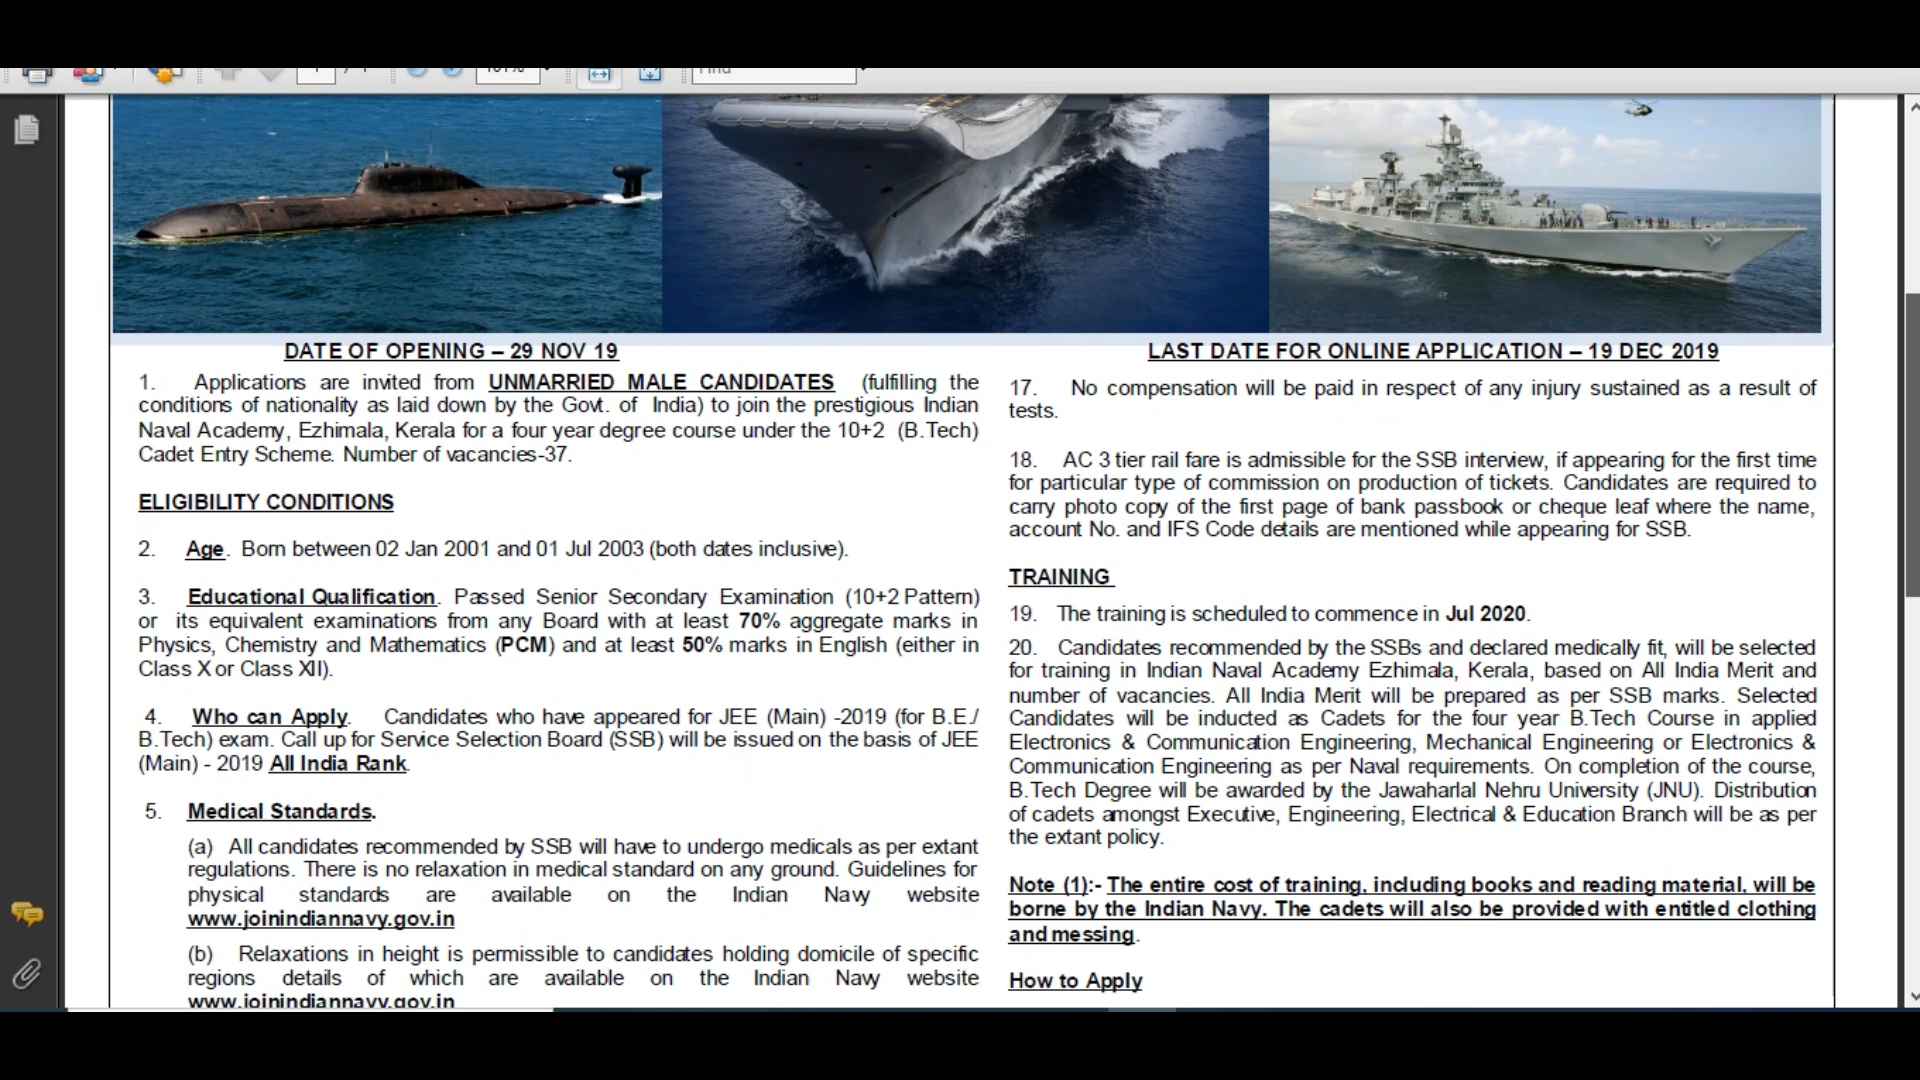 DATE OF OPENING – 29 NOV 19
1. Applications are invited from UNMARRIED MALE CANDIDATES (fulfilling the
conditions of nationality as laid down by the Govt. of India) to join the prestigious Indian
Naval Academy, Ezhimala, Kerala for a four year degree course under the 10+2 (B.Tech)
Cadet Entry Scheme. Number of vacancies-37.
ELIGIBILITY CONDITIONS
2. Age. Born between 02 Jan 2001 and 01 Jul 2003 (both dates inclusive).
3. Educational Qualification. Passed Senior Secondary Examination (10+2 Pattern)
or its equivalent examinations from any Board with at least 70% aggregate marks in
Physics, Chemistry and Mathematics (PCM) and at least 50% marks in English (either in
Class X or Class XII).
4. Who can Apply. Candidates who have appeared for JEE (Main) -2019 (for B.E./
B.Tech) exam. Call up for Service Selection Board (SSB) will be issued on the basis of JEE
(Main) - 2019 All India Rank.
5. Medical Standards.
(a) All candidates recommended by SSB will have to undergo medicals as per extant
regulations. There is no relaxation in medical standard on any ground. Guidelines for
physical standards are available on the Indian Navy website
www.joinindiannavy.gov.in
(b) Relaxations in height is permissible to candidates holding domicile of specific
regions details of which are available on the Indian Navy website
www.joinindiannavy.gov.in
LAST DATE FOR ONLINE APPLICATION – 19 DEC 2019
17. No compensation will be paid in respect of any injury sustained as a result of
tests.
18. AC 3 tier rail fare is admissible for the SSB interview, if appearing for the first time
for particular type of commission on production of tickets. Candidates are required to
carry photo copy of the first page of bank passbook or cheque leaf where the name,
account No. and IFS Code details are mentioned while appearing for SSB.
TRAINING
19. The training is scheduled to commence in Jul 2020.
20. Candidates recommended by the SSBs and declared medically fit, will be selected
for training in Indian Naval Academy Ezhimala, Kerala, based on All India Merit and
number of vacancies. All India Merit will be prepared as per SSB marks. Selected
Candidates will be inducted as Cadets for the four year B.Tech Course in applied
Electronics & Communication Engineering, Mechanical Engineering or Electronics &
Communication Engineering as per Naval requirements. On completion of the course,
B.Tech Degree will be awarded by the Jawaharlal Nehru University (JNU). Distribution
of cadets amongst Executive, Engineering, Electrical & Education Branch will be as per
the extant policy.
Note (1):- The entire cost of training, including books and reading material, will be
borne by the Indian Navy. The cadets will also be provided with entitled clothing
and messing.
How to Apply